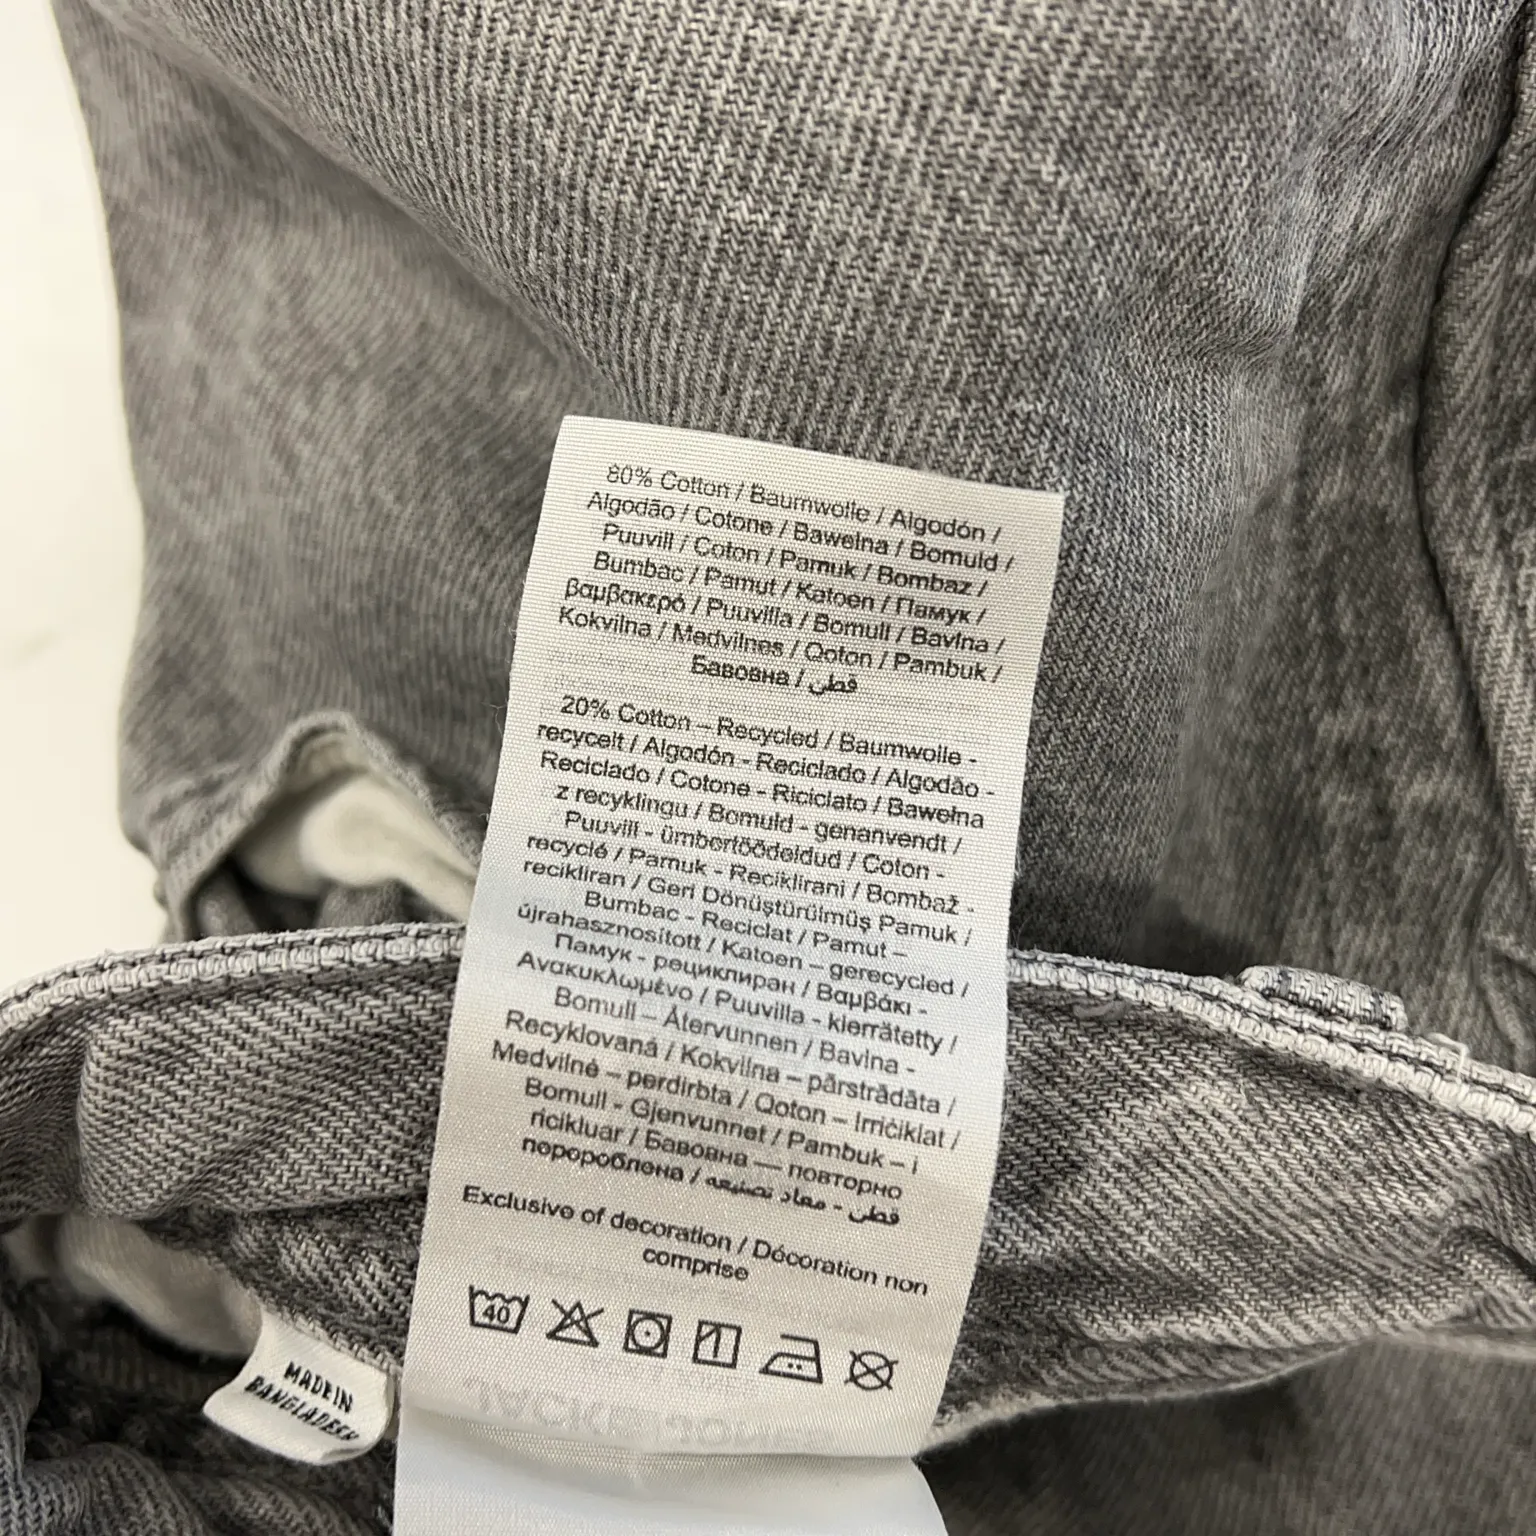 80% Cotton / Baumwolle / Algodón /
Algodão / Cotone / Bawełna / Bomuld /
Puuvill / Coton / Pamuk / Bombaz /
Bumbac / Pamut / Katoen / Памук /
βαμβακερό / Puuvilla / Bomull / Bavlna /
Kokvilna / Medvilnes / Qoton / Pambuk /
Бавовна / قطن
20% Cotton – Recycled / Baumwolle -
recycelt / Algodón - Reciclado / Algodão -
Reciclado / Cotone - Riciclato / Bawełna
z recyklingu / Bomuld - genanvendt /
Puuvill - ümbertöödeldud / Coton -
recyclé / Pamuk - Reciklirani / Bombaž -
recikliran / Geri Dönüştürülmüş Pamuk /
Bumbac - Reciclat / Pamut –
újrahasznosított / Katoen – gerecycled /
Памук - рециклиран / Βαμβάκι -
Ανακυκλωμένο / Puuvilla - kierrätetty /
Bomull – Återvunnen / Bavlna -
Recyklovaná / Kokvilna – pārstrādāta /
Medvilnė – perdirbta / Qoton – Irriċiklat /
Bomull - Gjenvunnet / Pambuk – i
ricikluar / Бавовна — повторно
перероблена / قطن - معاد تصنيعه
Exclusive of decoration / Décoration non
comprise
40
MADE IN
BANGLADESH
JACK & JONES